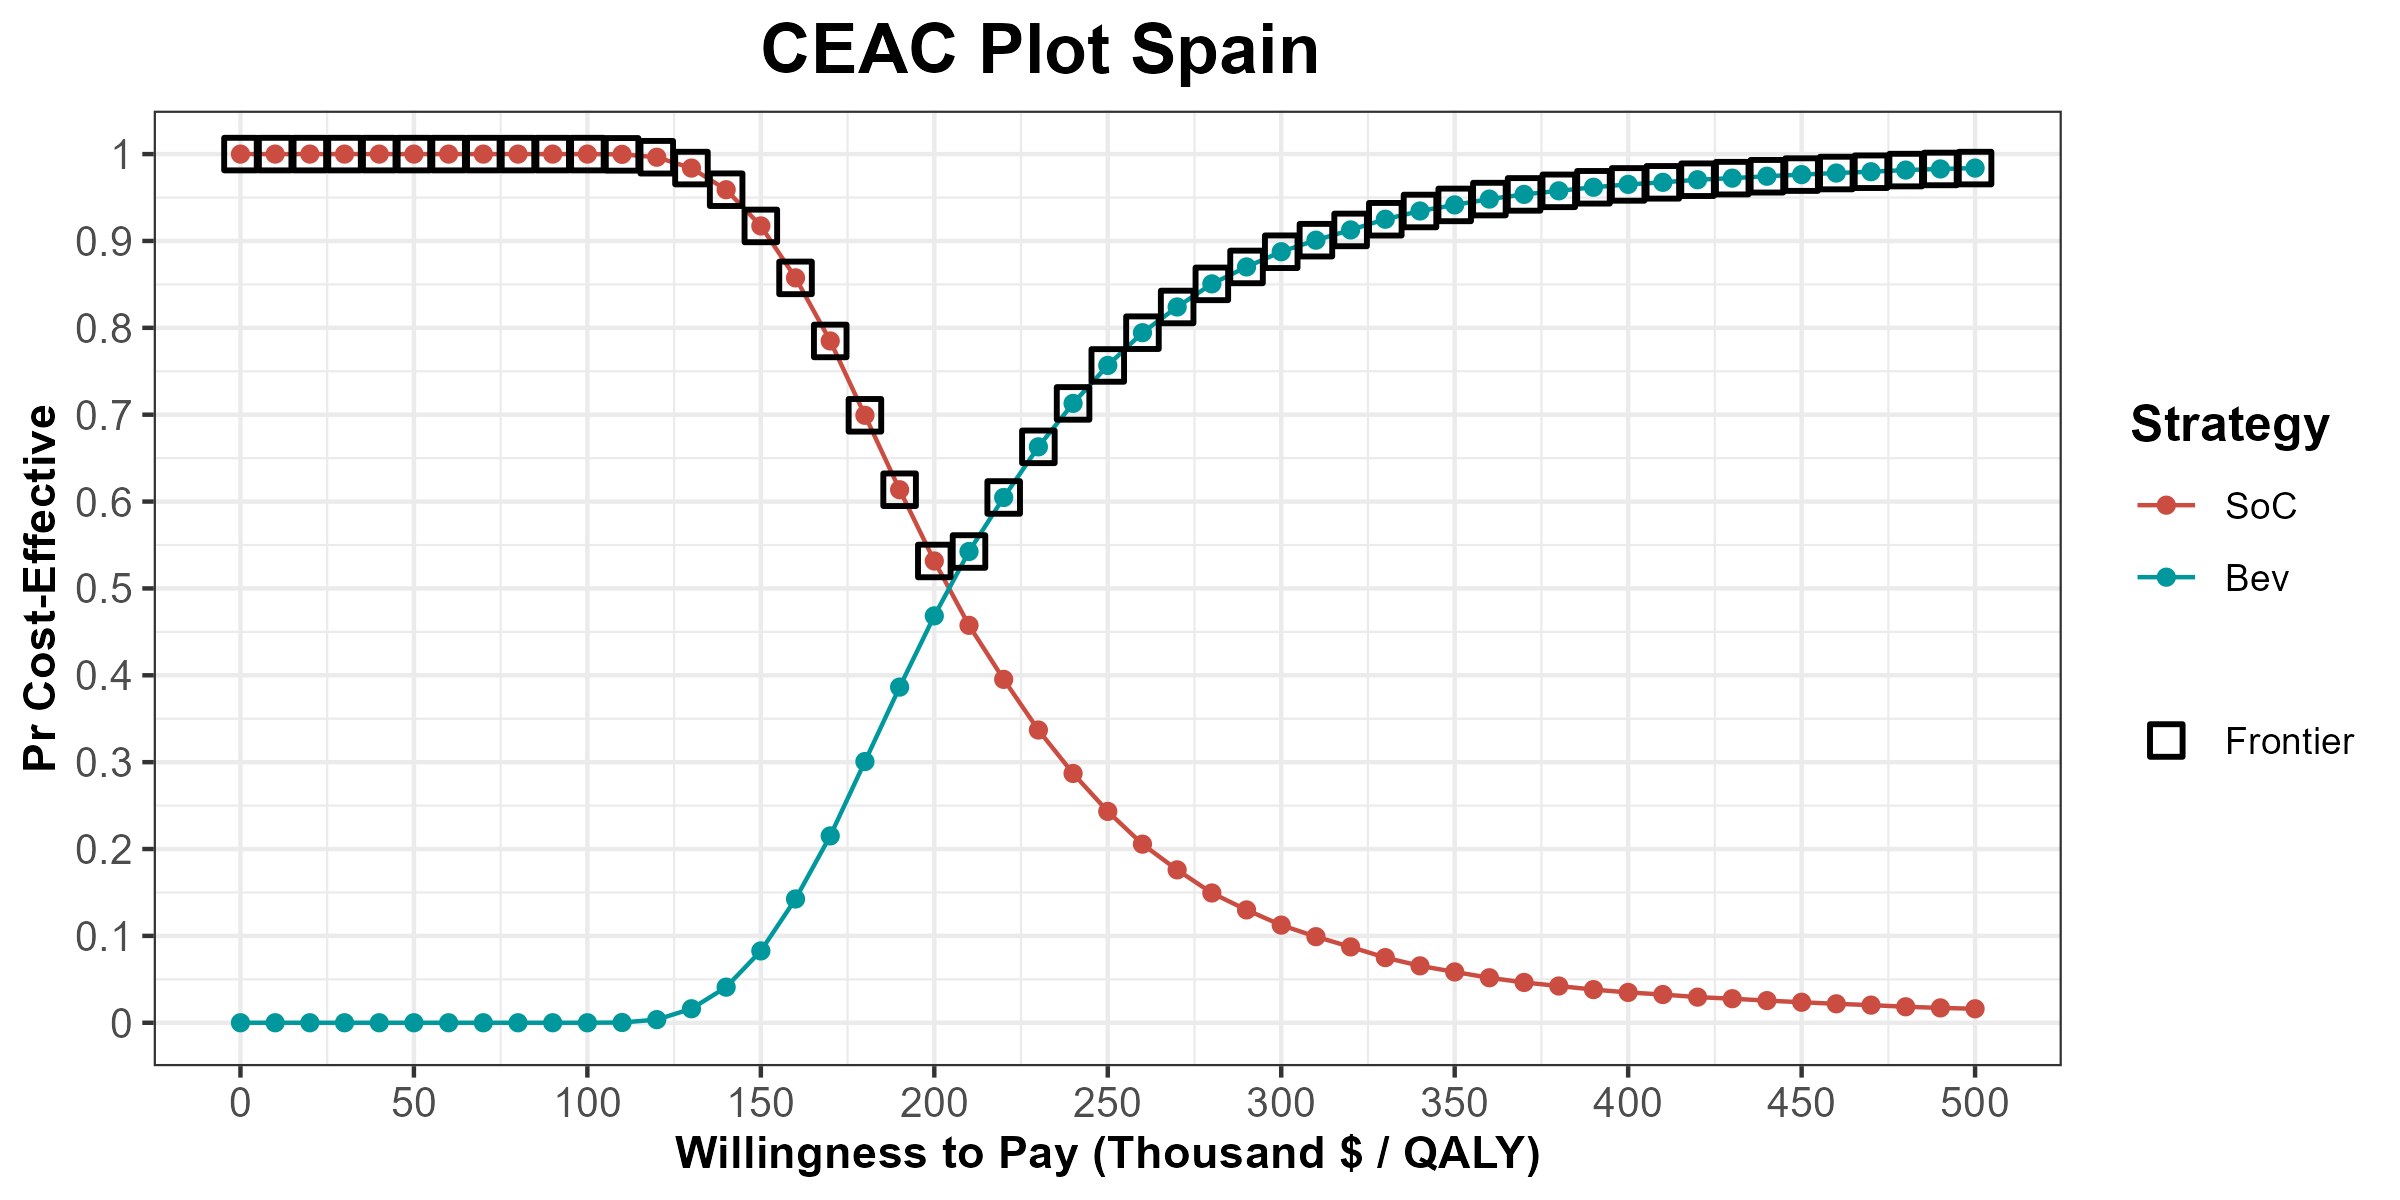 CEAC Plot Spain
Pr Cost-Effective
1
0.9
0.8
0.7
0.6
0.5
0.4
0.3
0.2
0.1
0
0 50 100 150 200 250 300 350 400 450 500
Willingness to Pay (Thousand $ / QALY)
Strategy
SoC
Bev
Frontier